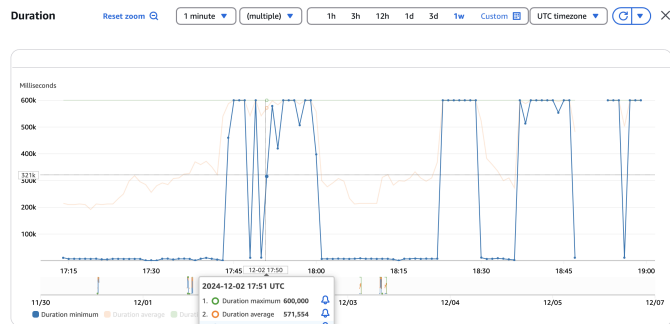 Duration
Reset zoom
1 minute
(multiple)
1h 3h 12h 1d 3d 1w Custom
UTC timezone
Milliseconds
600k
500k
400k
321k
300k
200k
100k
17:15 17:30 17:45 12-02 17:50 18:00 18:15 18:30 18:45 19:00
2024-12-02 17:51 UTC
1. Duration maximum 600,000
2. Duration average 571,554
11/30 12/01 12/03 12/04 12/05 12/07
Duration minimum Duration average